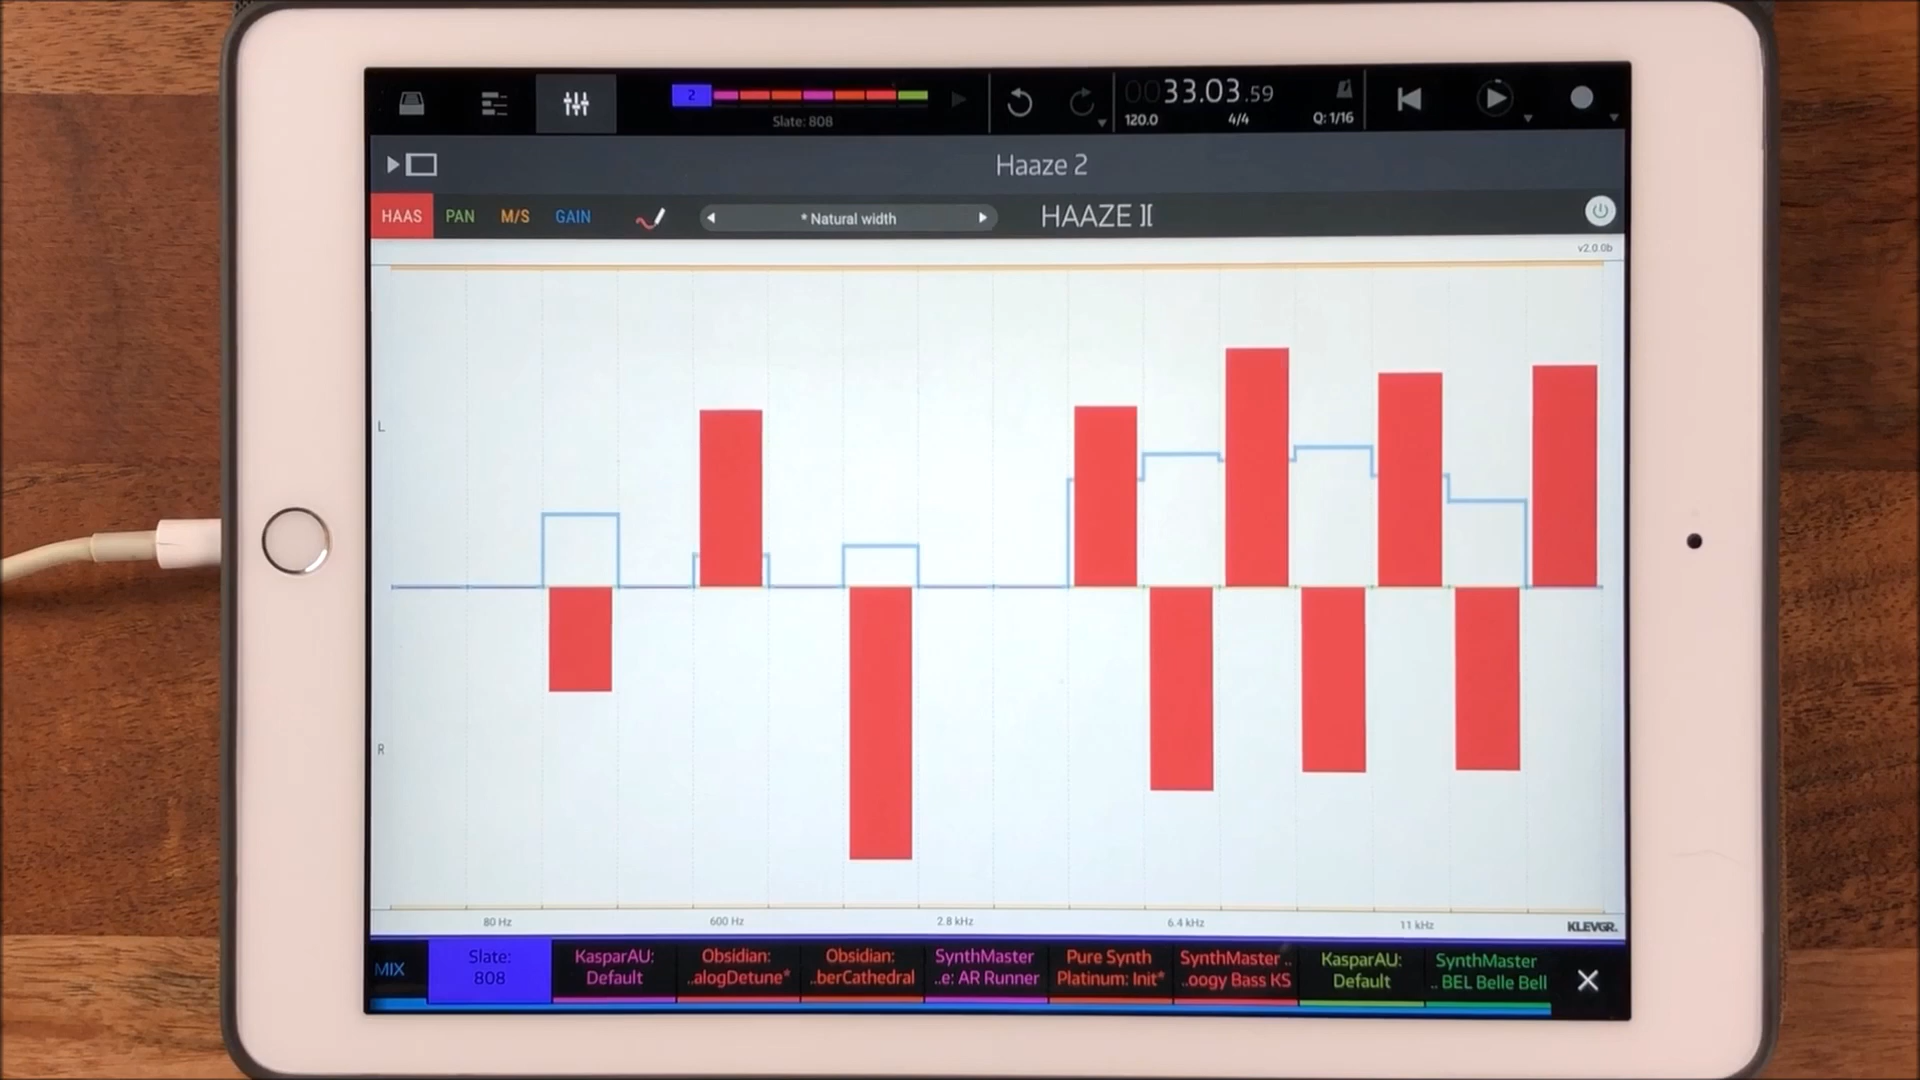 2
Slate: 808
0033.03.59
120.0 4/4 Q: 1/16
Haaze 2
HAAS PAN M/S GAIN * Natural width HAAZE ][
v2.0.0b
L
R
80 Hz 600 Hz 2.8 kHz 6.4 kHz 11 kHz KLEVGR.
MIX
Slate:
808
KasparAU:
Default
Obsidian:
..alogDetune*
Obsidian:
..berCathedral
SynthMaster
..e: AR Runner
Pure Synth
Platinum: Init*
SynthMaster ..
..oogy Bass KS
KasparAU:
Default
SynthMaster
.. BEL Belle Bell